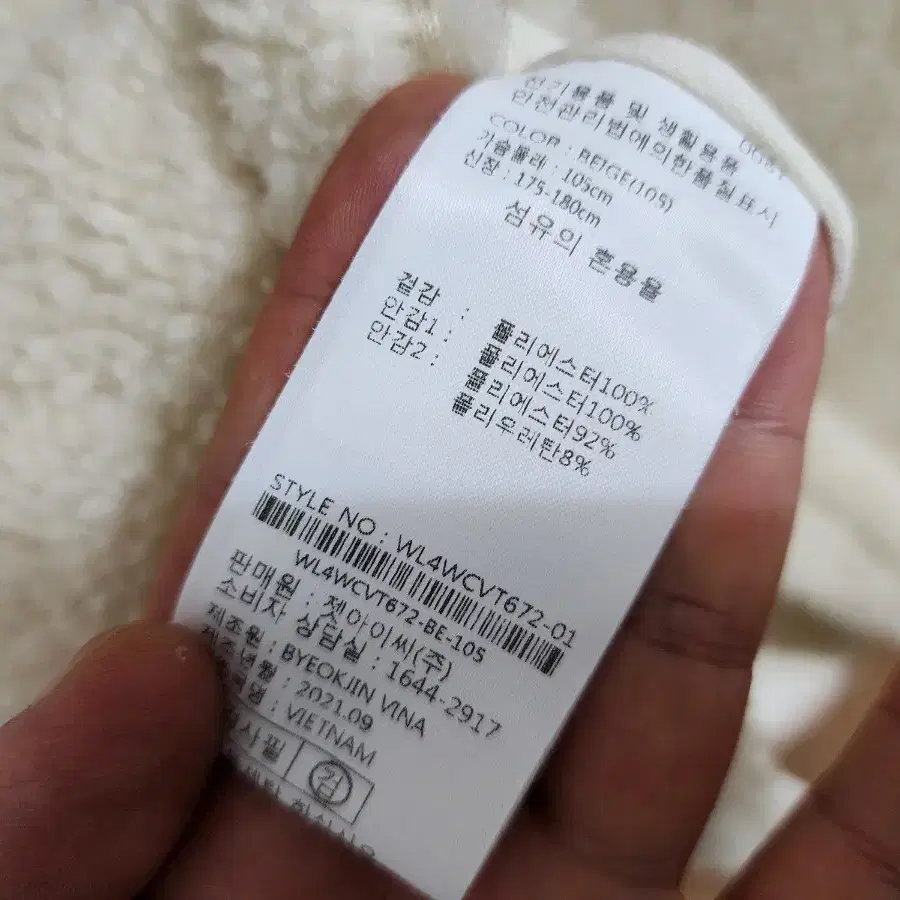 전기용품 및 생활용품
안전관리법에의한품질표시
COLOR : BEIGE(105)
가슴둘레 : 105cm
신장 : 175-180cm
섬유의 혼용율
겉감 : 폴리에스터100%
안감1 : 폴리에스터100%
안감2 : 폴리에스터92%
폴리우레탄8%
STYLE NO : WL4WCVT672-01
WL4WCVT672-BE-105
판매원 : 젯아이씨(주)
소비자 상담실 : 1644-2917
제조원 : BYEOKJIN VINA
제조년월 : 2021.09
: VIETNAM
검사필 검